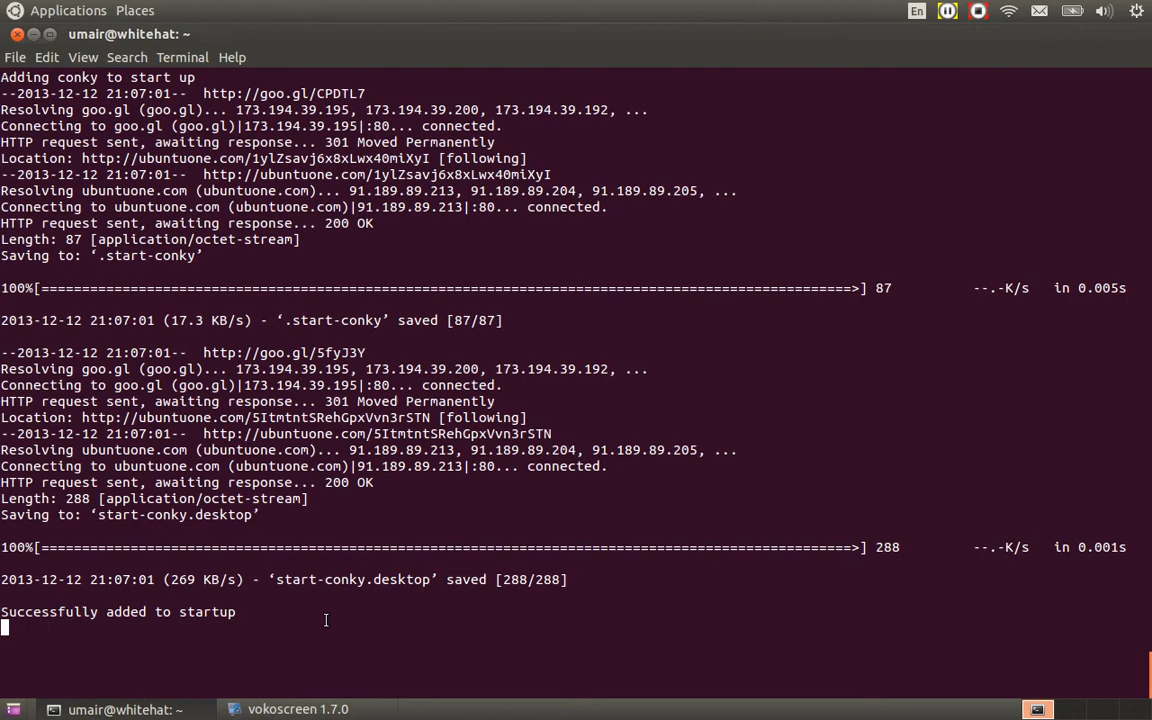 Applications Places En
umair@whitehat: ~
File Edit View Search Terminal Help
Adding conky to start up
--2013-12-12 21:07:01--  http://goo.gl/CPDTL7
Resolving goo.gl (goo.gl)... 173.194.39.195, 173.194.39.200, 173.194.39.192, ...
Connecting to goo.gl (goo.gl)|173.194.39.195|:80... connected.
HTTP request sent, awaiting response... 301 Moved Permanently
Location: http://ubuntuone.com/1ylZsavj6x8xLwx40miXyI [following]
--2013-12-12 21:07:01--  http://ubuntuone.com/1ylZsavj6x8xLwx40miXyI
Resolving ubuntuone.com (ubuntuone.com)... 91.189.89.213, 91.189.89.204, 91.189.89.205, ...
Connecting to ubuntuone.com (ubuntuone.com)|91.189.89.213|:80... connected.
HTTP request sent, awaiting response... 200 OK
Length: 87 [application/octet-stream]
Saving to: ‘.start-conky’
100%[====================================================================================================>] 87          --.-K/s   in 0.005s
2013-12-12 21:07:01 (17.3 KB/s) - ‘.start-conky’ saved [87/87]
--2013-12-12 21:07:01--  http://goo.gl/5fyJ3Y
Resolving goo.gl (goo.gl)... 173.194.39.195, 173.194.39.200, 173.194.39.192, ...
Connecting to goo.gl (goo.gl)|173.194.39.195|:80... connected.
HTTP request sent, awaiting response... 301 Moved Permanently
Location: http://ubuntuone.com/5ItmtntSRehGpxVvn3rSTN [following]
--2013-12-12 21:07:01--  http://ubuntuone.com/5ItmtntSRehGpxVvn3rSTN
Resolving ubuntuone.com (ubuntuone.com)... 91.189.89.213, 91.189.89.204, 91.189.89.205, ...
Connecting to ubuntuone.com (ubuntuone.com)|91.189.89.213|:80... connected.
HTTP request sent, awaiting response... 200 OK
Length: 288 [application/octet-stream]
Saving to: ‘start-conky.desktop’
100%[====================================================================================================>] 288         --.-K/s   in 0.001s
2013-12-12 21:07:01 (269 KB/s) - ‘start-conky.desktop’ saved [288/288]
Successfully added to startup
umair@whitehat: ~ vokoscreen 1.7.0